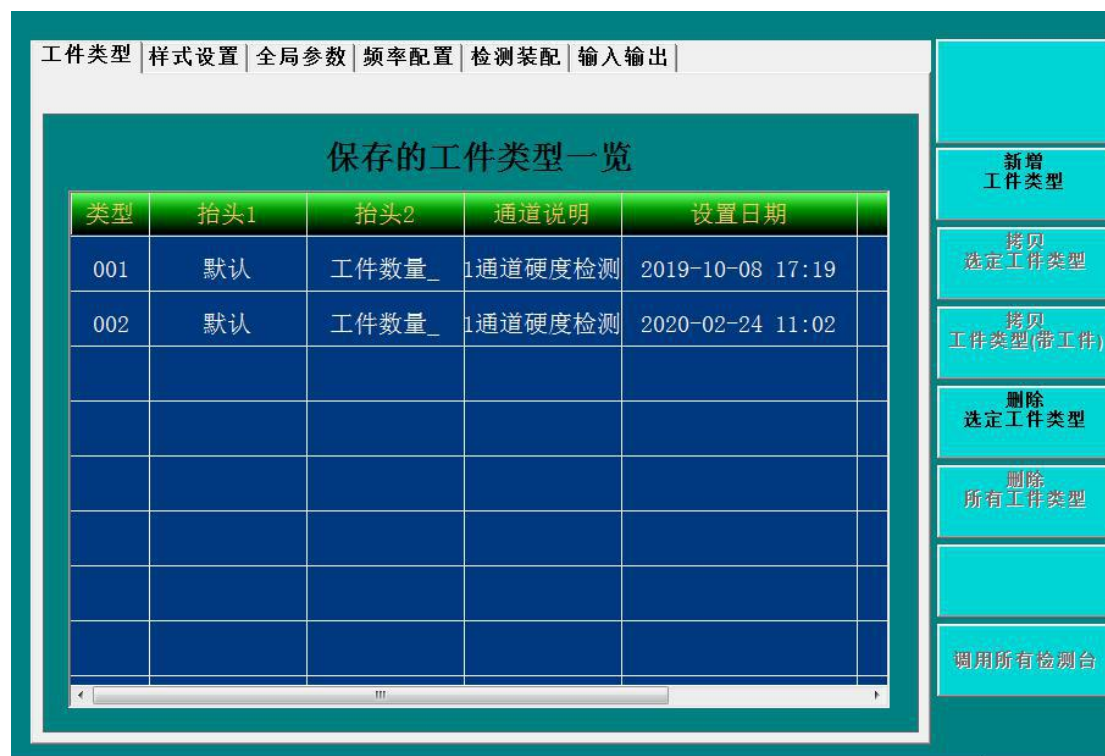 工件类型 样式设置 全局参数 频率配置 检测装配 输入输出
保存的工件类型一览
类型 抬头1 抬头2 通道说明 设置日期
001 默认 工件数量_ 1通道硬度检测 2019-10-08 17:19
002 默认 工件数量_ 1通道硬度检测 2020-02-24 11:02
新增
工件类型
拷贝
选定工件类型
拷贝
工件类型(带工件)
删除
选定工件类型
删除
所有工件类型
调用所有检测台